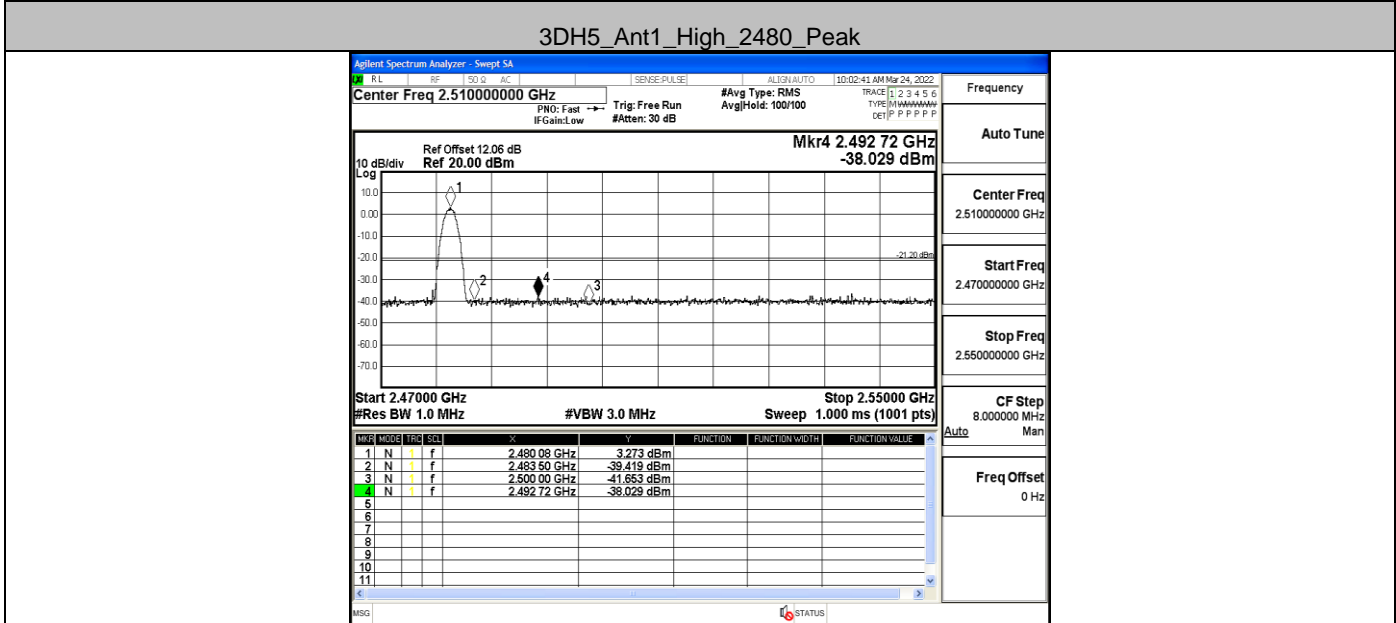 3DH5_Ant1_High_2480_Peak
Agilent Spectrum Analyzer - Swept SA
RL RF 50 Ω AC SENSE:PULSE ALIGNAUTO 10:02:41 AM Mar 24, 2022
Center Freq 2.510000000 GHz
PNO: Fast
IFGain:Low
Trig: Free Run
#Atten: 30 dB
#Avg Type: RMS
Avg|Hold: 100/100
TRACE 1 2 3 4 5 6
TYPE MWWWWW
DET P P P P P P
Frequency
Auto Tune
Center Freq
2.510000000 GHz
Start Freq
2.470000000 GHz
Stop Freq
2.550000000 GHz
CF Step
8.000000 MHz
Auto Man
Freq Offset
0 Hz
Mkr4 2.492 72 GHz
-38.029 dBm
Ref Offset 12.06 dB
10 dB/div Ref 20.00 dBm
Log
10.0
0.00
-10.0
-20.0
-30.0
-40.0
-50.0
-60.0
-70.0
1
2
4
3
-21.20 dBm
Start 2.47000 GHz Stop 2.55000 GHz
#Res BW 1.0 MHz #VBW 3.0 MHz Sweep 1.000 ms (1001 pts)
MKR MODE TRC SCL X Y FUNCTION FUNCTION WIDTH FUNCTION VALUE
1 N 1 f 2.480 08 GHz 3.273 dBm
2 N 1 f 2.483 50 GHz -39.419 dBm
3 N 1 f 2.500 00 GHz -41.653 dBm
4 N 1 f 2.492 72 GHz -38.029 dBm
5
6
7
8
9
10
11
MSG STATUS